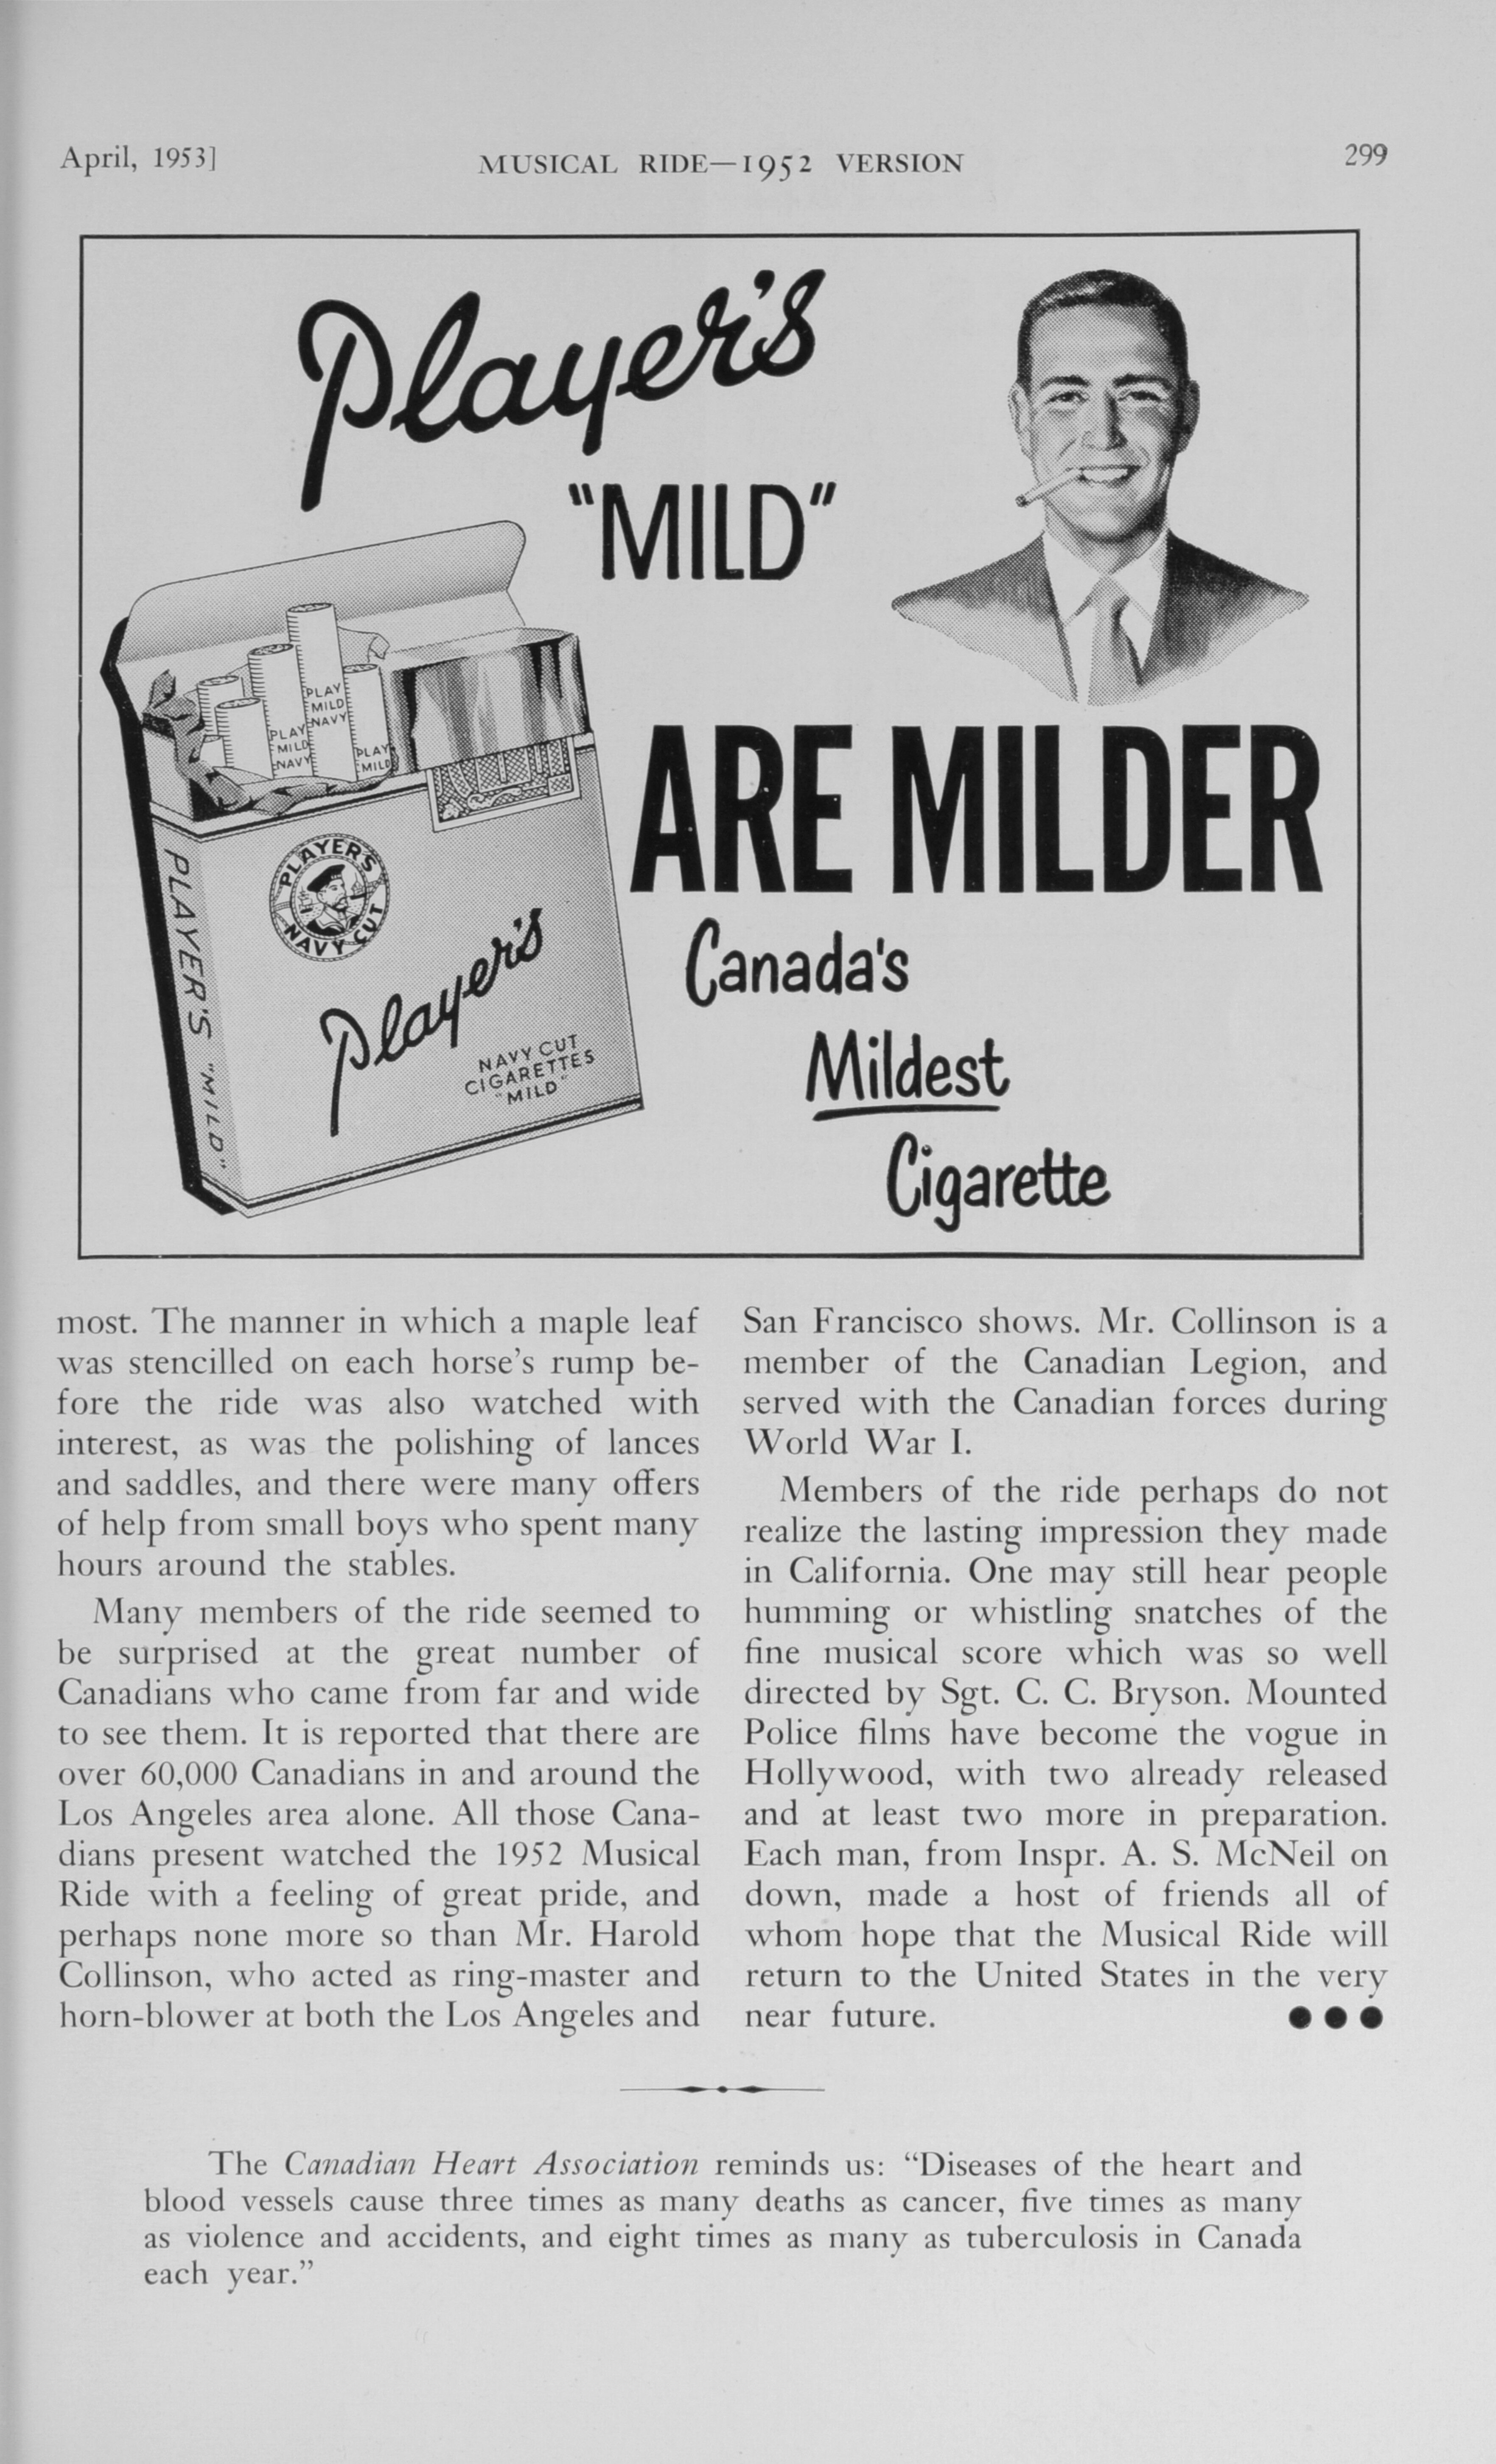 April, 1953]
MUSICAL RIDE—1952 VERSION
299
Player's
"MILD"
PLAY
MILD
NAVY
PLAY
MILD
NAVY
PLAY
MILD
PLAYER'S
NAVY CUT
PLAYER'S "MILD"
Player's
NAVY CUT
CIGARETTES
"MILD"
ARE MILDER
Canada's
Mildest
Cigarette
most. The manner in which a maple leaf
was stencilled on each horse's rump be-
fore the ride was also watched with
interest, as was the polishing of lances
and saddles, and there were many offers
of help from small boys who spent many
hours around the stables.
Many members of the ride seemed to
be surprised at the great number of
Canadians who came from far and wide
to see them. It is reported that there are
over 60,000 Canadians in and around the
Los Angeles area alone. All those Cana-
dians present watched the 1952 Musical
Ride with a feeling of great pride, and
perhaps none more so than Mr. Harold
Collinson, who acted as ring-master and
horn-blower at both the Los Angeles and
San Francisco shows. Mr. Collinson is a
member of the Canadian Legion, and
served with the Canadian forces during
World War I.
Members of the ride perhaps do not
realize the lasting impression they made
in California. One may still hear people
humming or whistling snatches of the
fine musical score which was so well
directed by Sgt. C. C. Bryson. Mounted
Police films have become the vogue in
Hollywood, with two already released
and at least two more in preparation.
Each man, from Inspr. A. S. McNeil on
down, made a host of friends all of
whom hope that the Musical Ride will
return to the United States in the very
near future. ●●●
The Canadian Heart Association reminds us: “Diseases of the heart and
blood vessels cause three times as many deaths as cancer, five times as many
as violence and accidents, and eight times as many as tuberculosis in Canada
each year.”